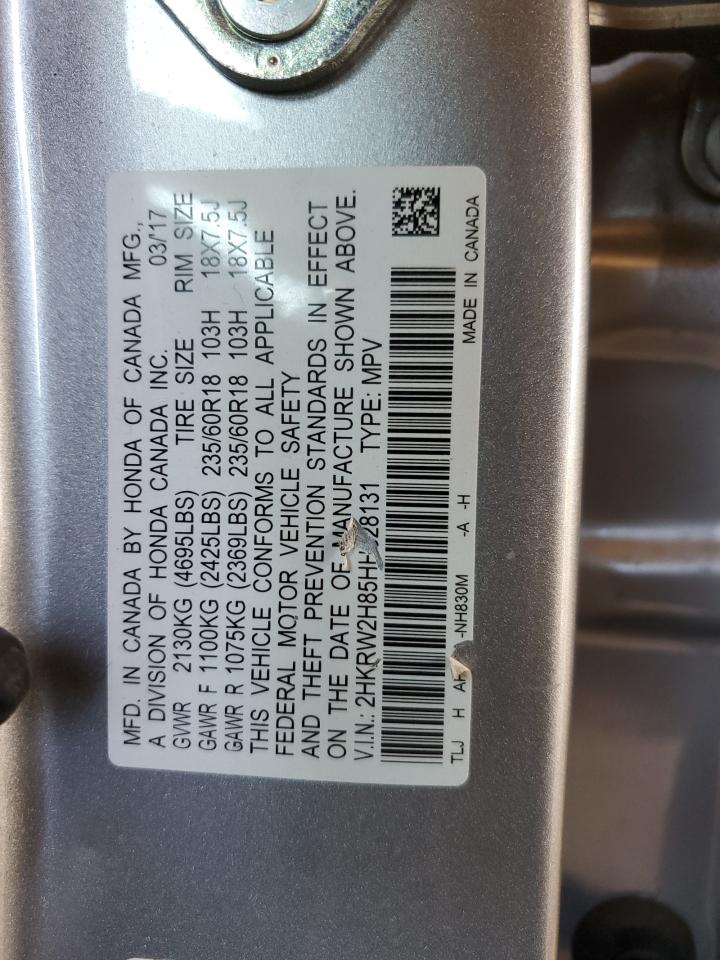 MFD. IN CANADA BY HONDA OF CANADA MFG.,
A DIVISION OF HONDA CANADA INC. 03/17
GVWR 2130KG (4695LBS) TIRE SIZE RIM SIZE
GAWR F 1100KG (2425LBS) 235/60R18 103H 18X7.5J
GAWR R 1075KG (2369LBS) 235/60R18 103H 18X7.5J
THIS VEHICLE CONFORMS TO ALL APPLICABLE
FEDERAL MOTOR VEHICLE SAFETY
AND THEFT PREVENTION STANDARDS IN EFFECT
ON THE DATE OF MANUFACTURE SHOWN ABOVE.
V.I.N.: TYPE: MPV
TLJ H -NH830M -A -H
MADE IN CANADA